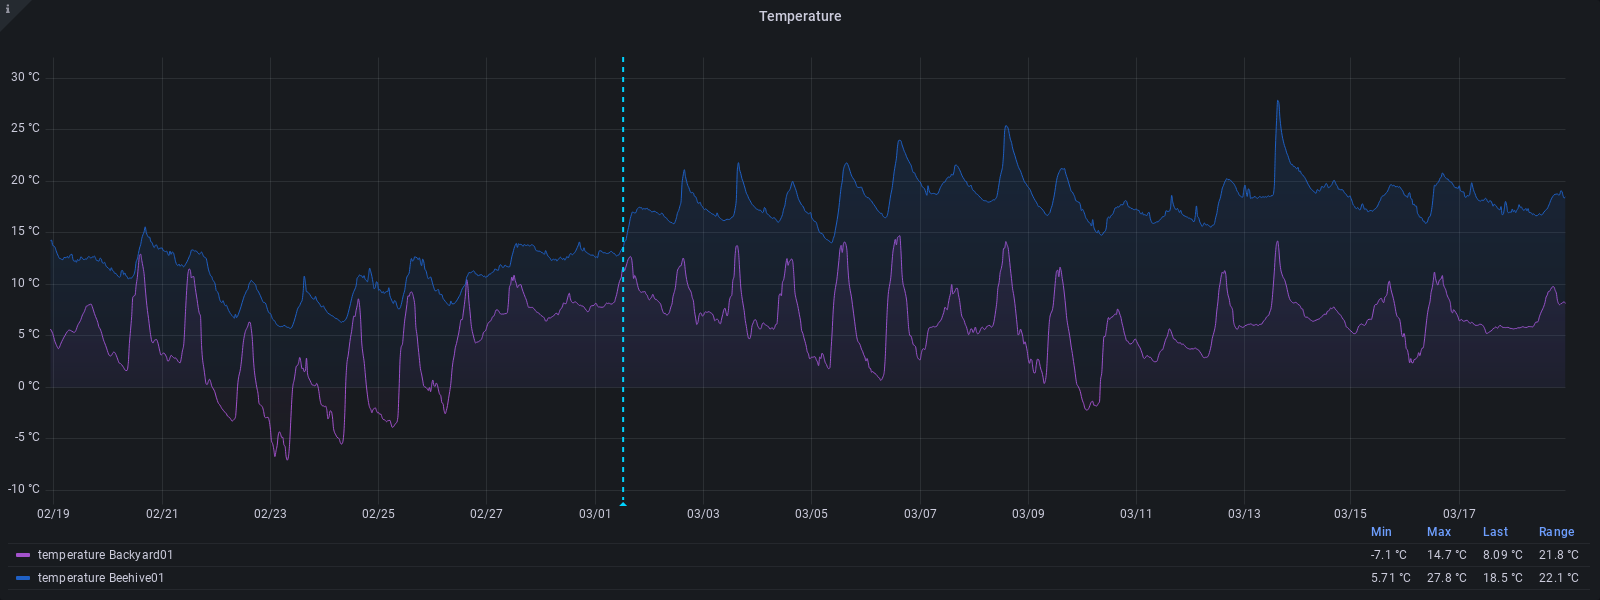 i
Temperature
30 °C
25 °C
20 °C
15 °C
10 °C
5 °C
0 °C
-5 °C
-10 °C
02/19 02/21 02/23 02/25 02/27 03/01 03/03 03/05 03/07 03/09 03/11 03/13 03/15 03/17
Min Max Last Range
temperature Backyard01 -7.1 °C 14.7 °C 8.09 °C 21.8 °C
temperature Beehive01 5.71 °C 27.8 °C 18.5 °C 22.1 °C